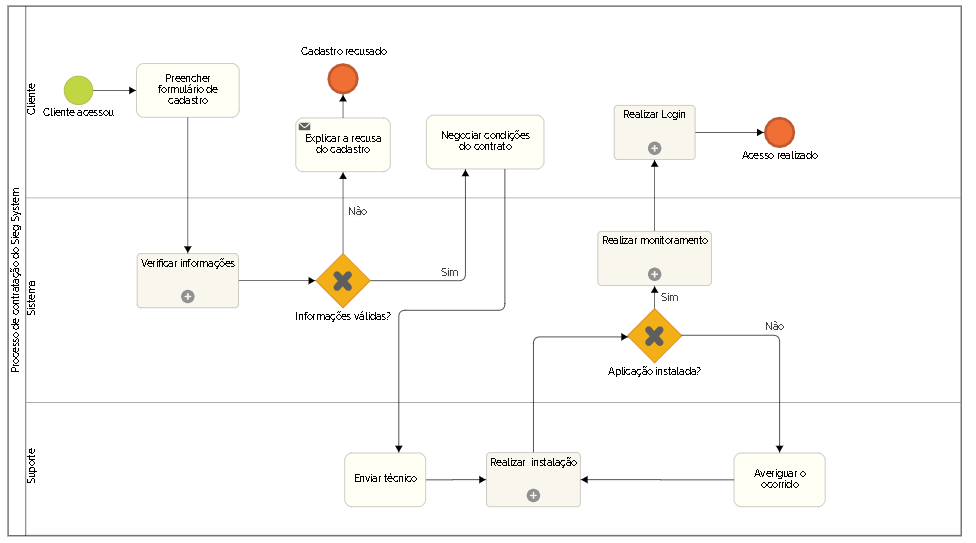 Processo de contratação do Sieg System
Cliente
Cliente acessou
Preencher
formulário de
cadastro
Cadastro recusado
Explicar a recusa
do cadastro
Negociar condições
do contrato
Realizar Login
Acesso realizado
Não
Sistema
Verificar informações
Informações válidas?
Sim
Realizar monitoramento
Sim
Aplicação instalada?
Não
Suporte
Enviar técnico
Realizar instalação
Averiguar o
ocorrido